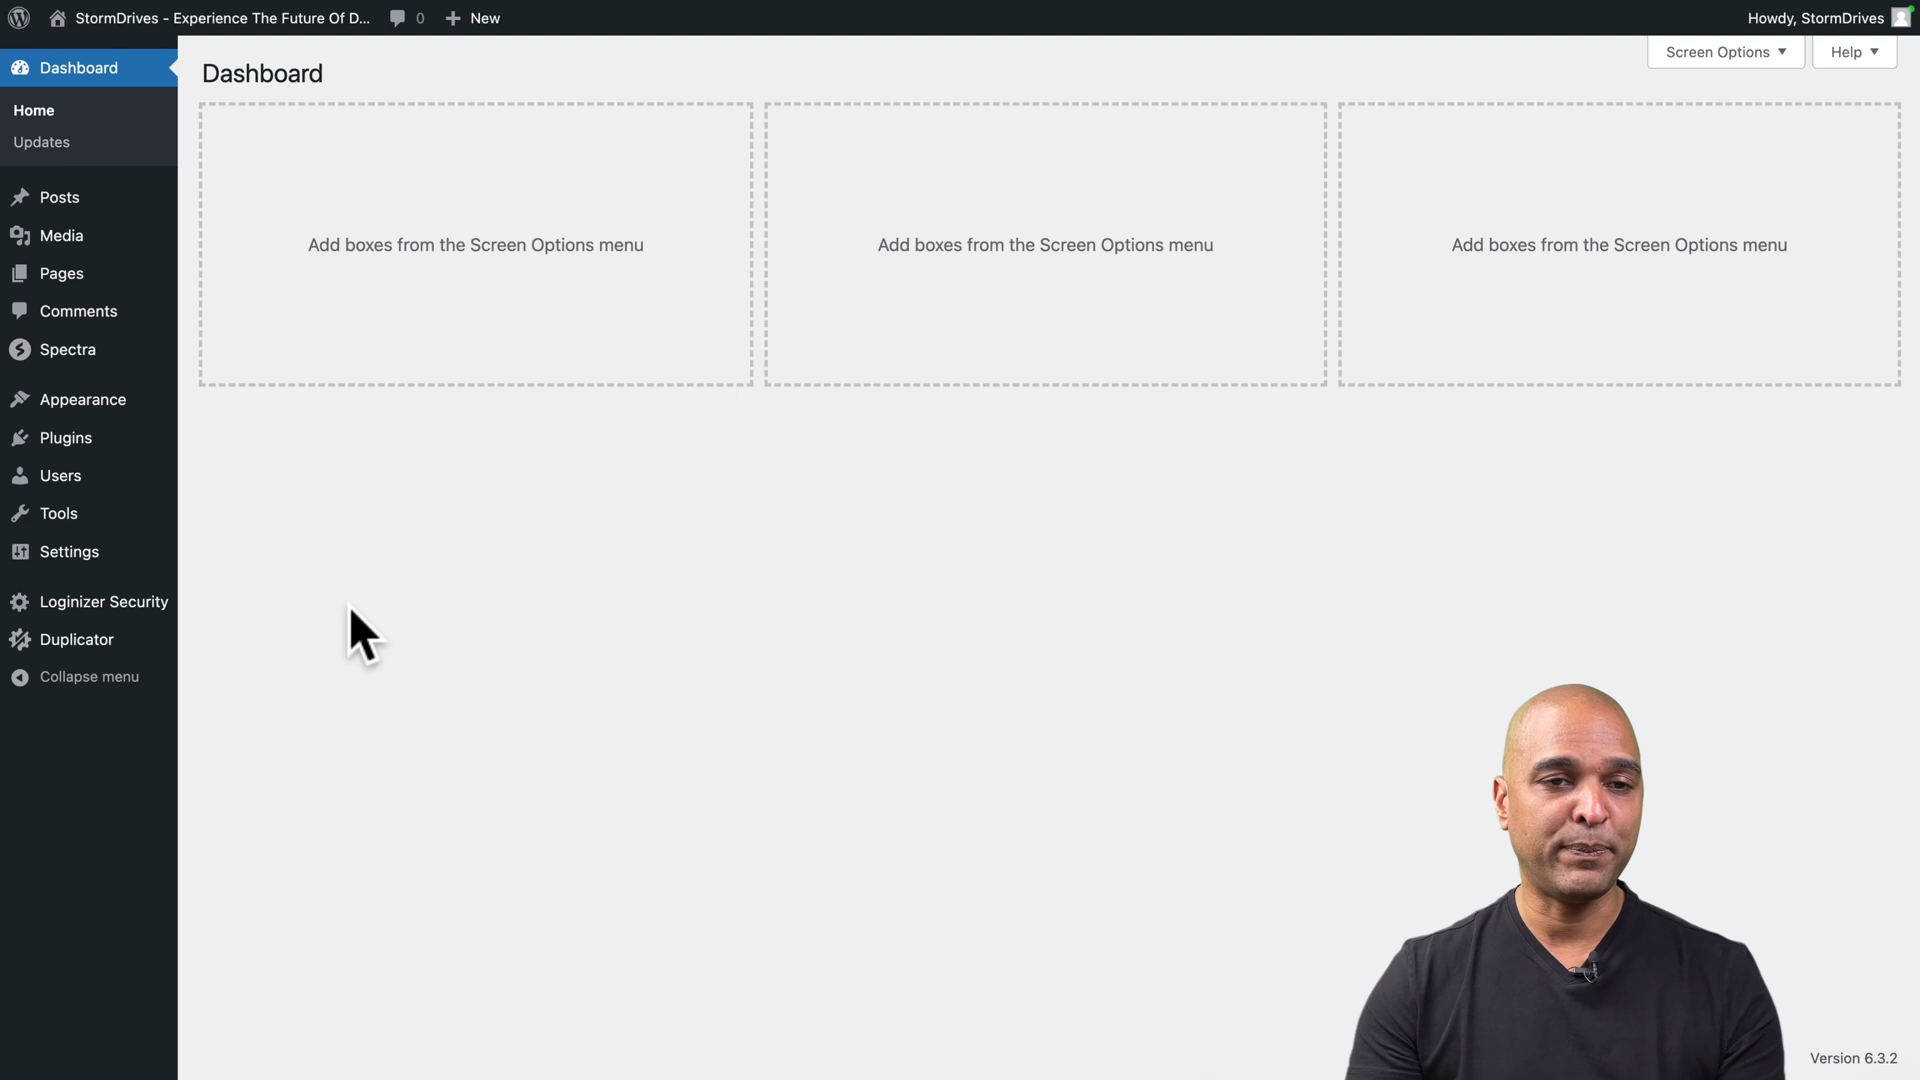 StormDrives - Experience The Future Of D... 0 New
Howdy, StormDrives
Screen Options
Help
Dashboard
Home
Updates
Posts
Media
Pages
Comments
Spectra
Appearance
Plugins
Users
Tools
Settings
Loginizer Security
Duplicator
Collapse menu
Dashboard
Add boxes from the Screen Options menu
Add boxes from the Screen Options menu
Add boxes from the Screen Options menu
Version 6.3.2